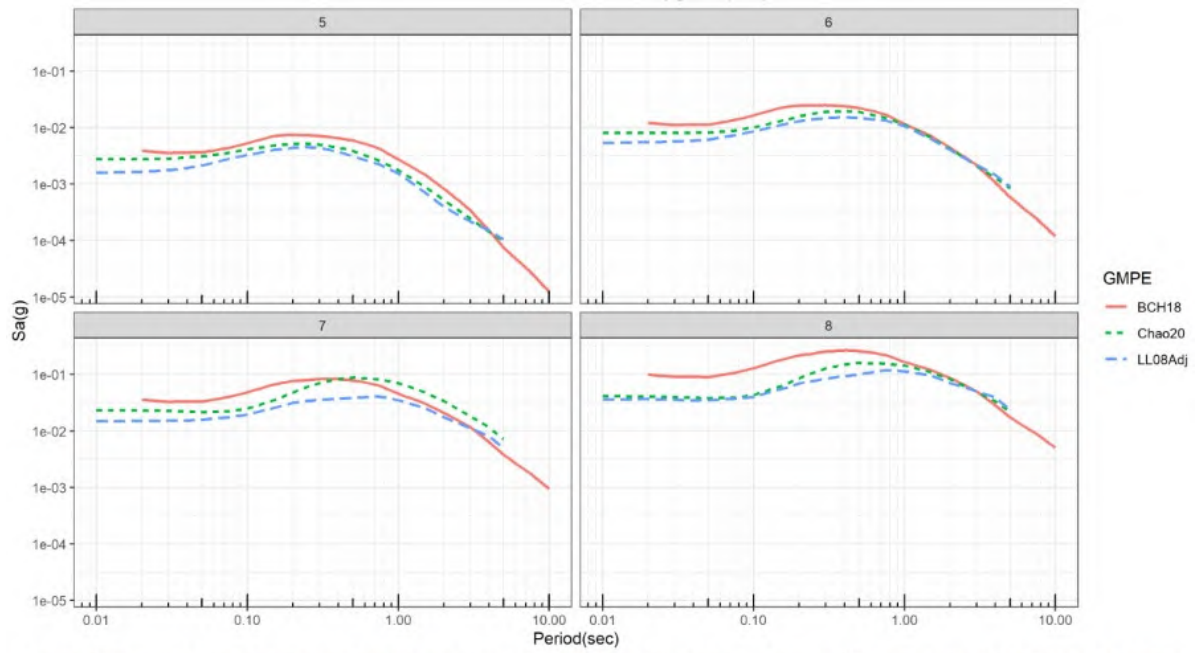 5
6
1e-01
1e-02
1e-03
1e-04
1e-05
Sa(g)
7
8
1e-01
1e-02
1e-03
1e-04
1e-05
0.01
0.10
1.00
10.00
0.01
0.10
1.00
10.00
Period(sec)
GMPE
BCH18
Chao20
LL08Adj